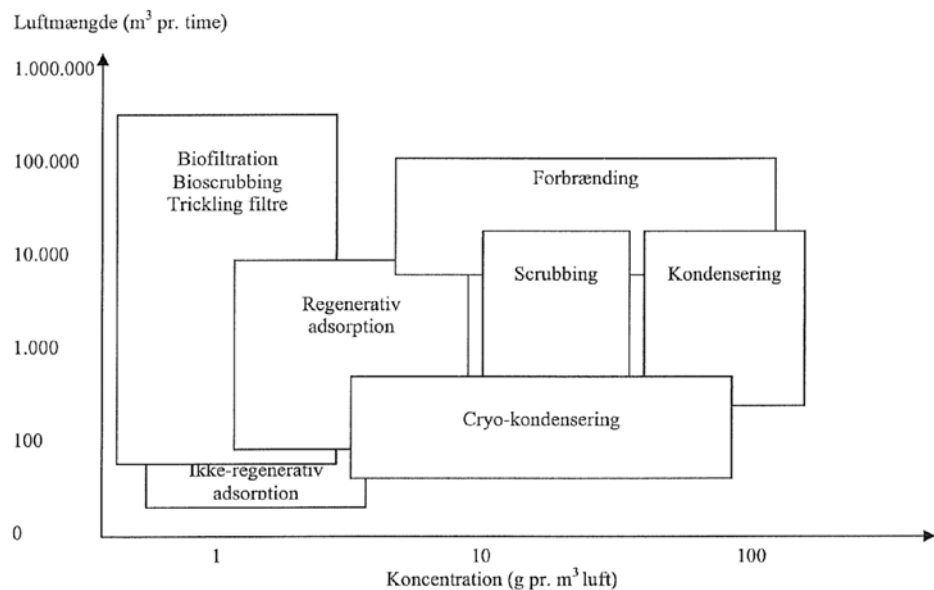 Luftmængde (m³ pr. time)
1.000.000
100.000
10.000
1.000
100
0
Biofiltration
Bioscrubbing
Trickling filtre
Forbrænding
Regenerativ
adsorption
Scrubbing
Kondensering
Cryo-kondensering
Ikke-regenerativ
adsorption
1
10
100
Koncentration (g pr. m³ luft)